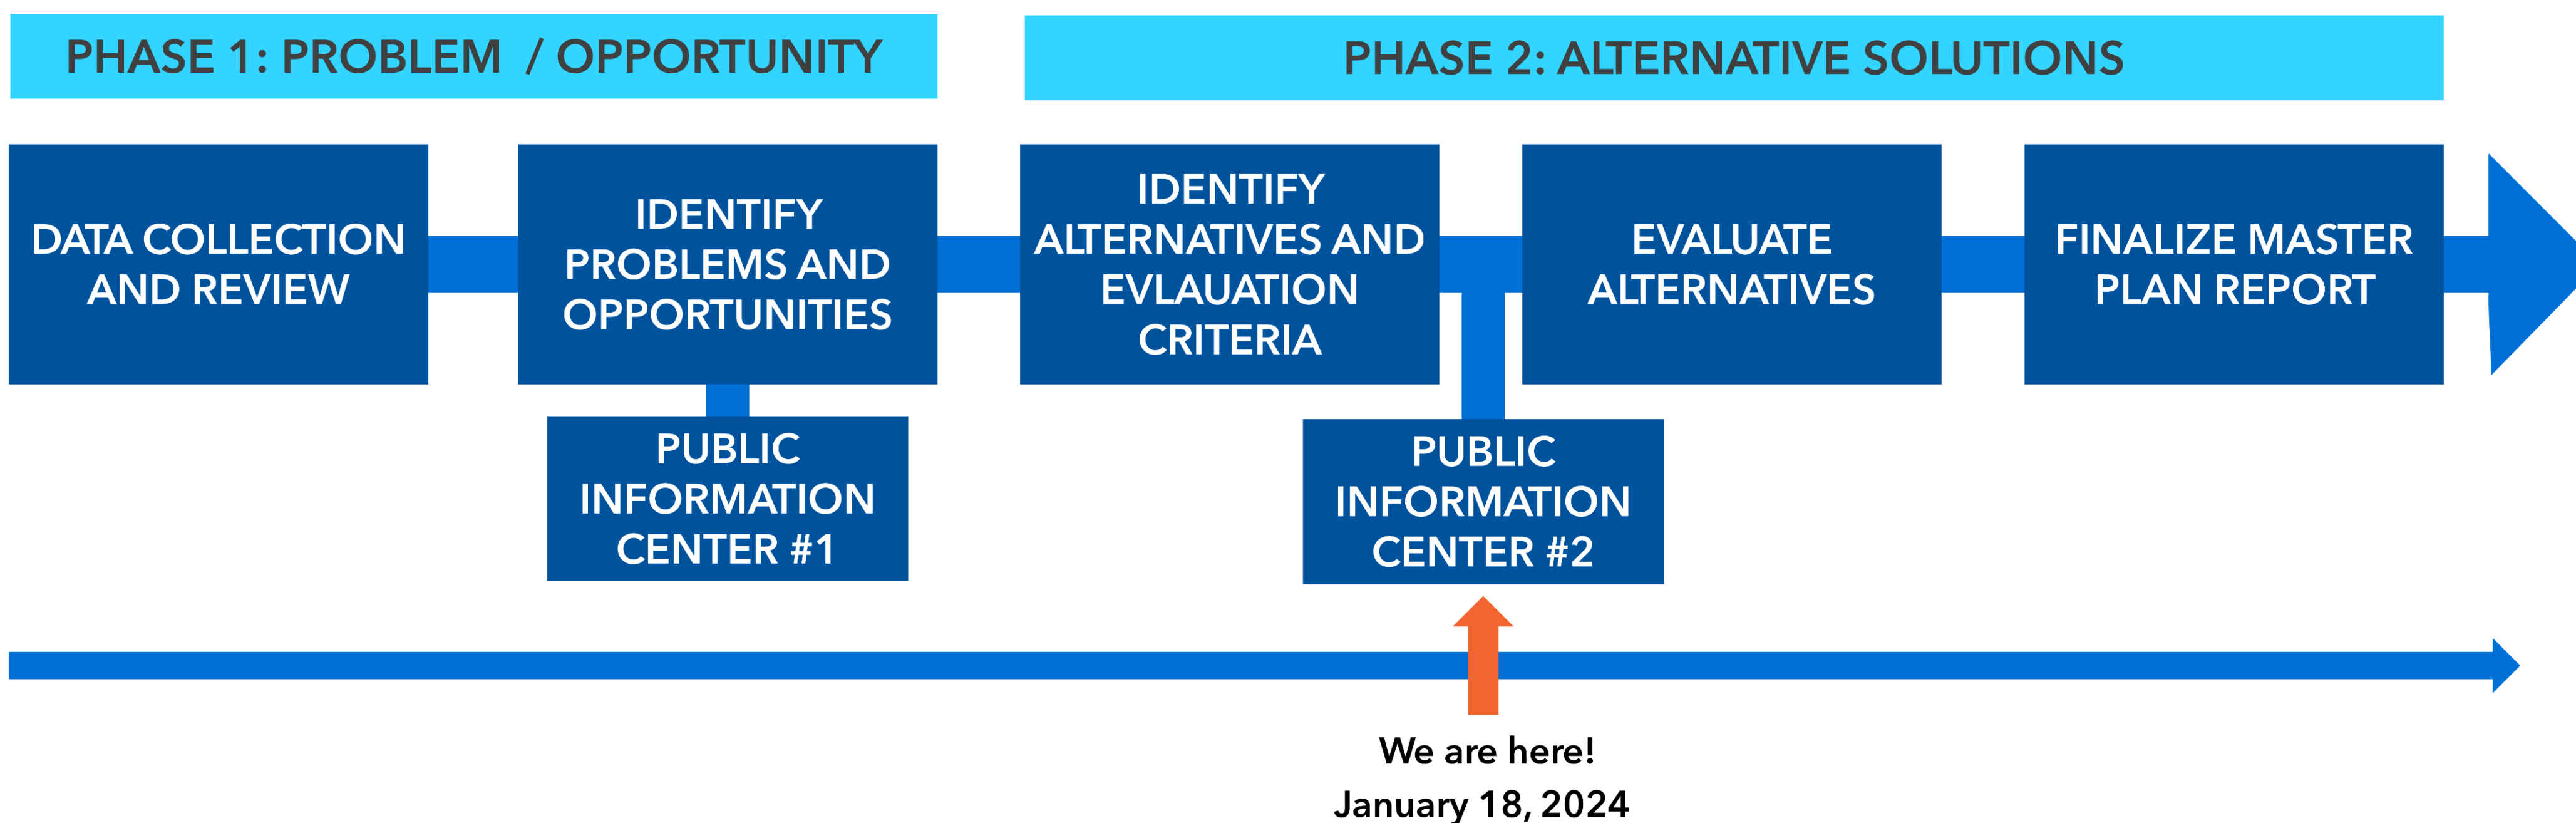 PHASE 1: PROBLEM / OPPORTUNITY
PHASE 2: ALTERNATIVE SOLUTIONS
DATA COLLECTION
AND REVIEW
IDENTIFY
PROBLEMS AND
OPPORTUNITIES
IDENTIFY
ALTERNATIVES AND
EVLAUATION
CRITERIA
EVALUATE
ALTERNATIVES
FINALIZE MASTER
PLAN REPORT
PUBLIC
INFORMATION
CENTER #1
PUBLIC
INFORMATION
CENTER #2
We are here!
January 18, 2024